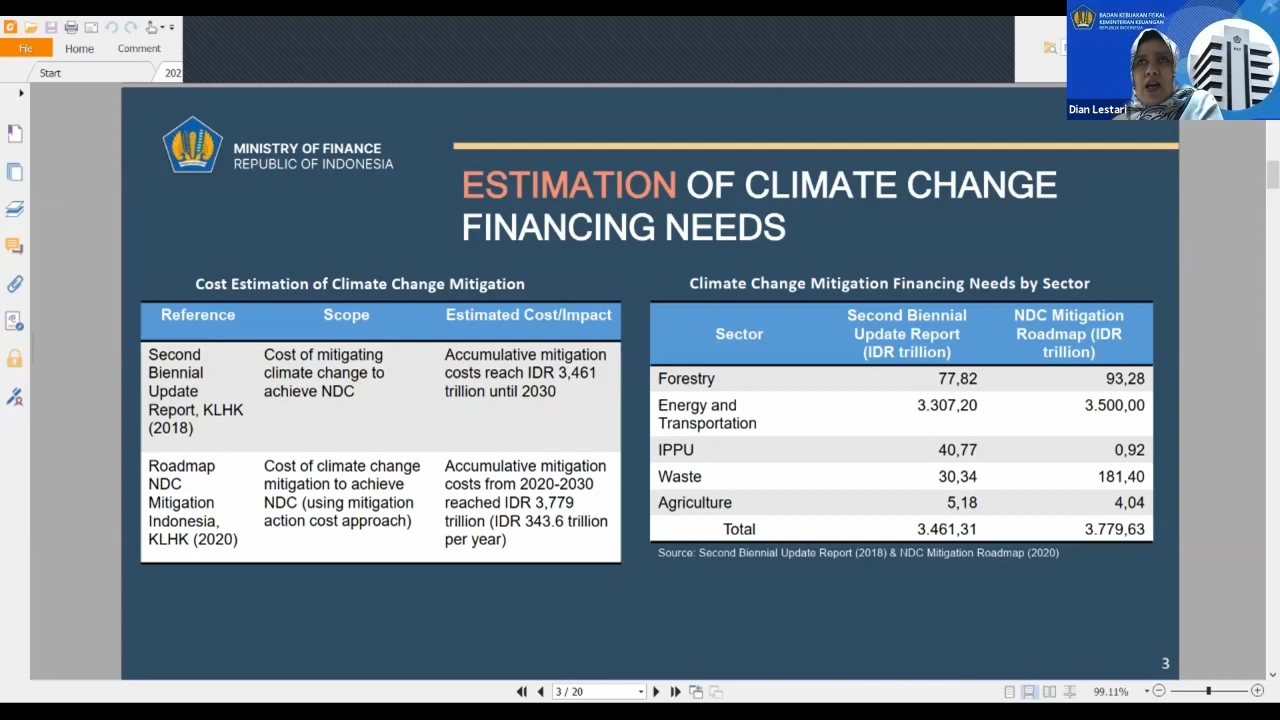 File
Home
Comment
Start
202
BADAN KEBIJAKAN FISKAL
KEMENTERIAN KEUANGAN
REPUBLIK INDONESIA
Dian Lestari
MINISTRY OF FINANCE
REPUBLIC OF INDONESIA
ESTIMATION OF CLIMATE CHANGE
FINANCING NEEDS
Cost Estimation of Climate Change Mitigation
Reference Scope Estimated Cost/Impact
Second
Biennial
Update
Report, KLHK
(2018)
Cost of mitigating
climate change to
achieve NDC
Accumulative mitigation
costs reach IDR 3,461
trillion until 2030
Roadmap
NDC
Mitigation
Indonesia,
KLHK (2020)
Cost of climate change
mitigation to achieve
NDC (using mitigation
action cost approach)
Accumulative mitigation
costs from 2020-2030
reached IDR 3,779
trillion (IDR 343.6 trillion
per year)
Climate Change Mitigation Financing Needs by Sector
Sector
Second Biennial
Update Report
(IDR trillion)
NDC Mitigation
Roadmap (IDR
trillion)
Forestry 77,82 93,28
Energy and
Transportation
3.307,20 3.500,00
IPPU 40,77 0,92
Waste 30,34 181,40
Agriculture 5,18 4,04
Total 3.461,31 3.779,63
Source: Second Biennial Update Report (2018) & NDC Mitigation Roadmap (2020)
3
3 / 20
99.11%